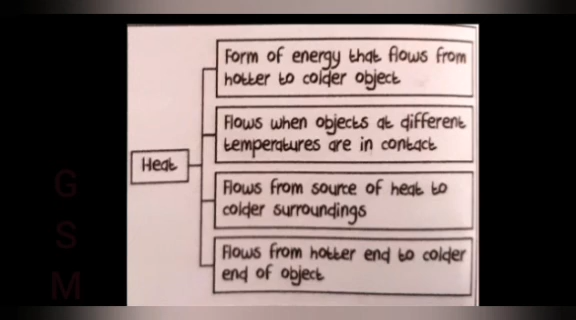 Form of energy that flows from
hotter to colder object
Flows when objects at different
temperatures are in contact
Heat
Flows from source of heat to
colder surroundings
Flows from hotter end to colder
end of object
G
S
M